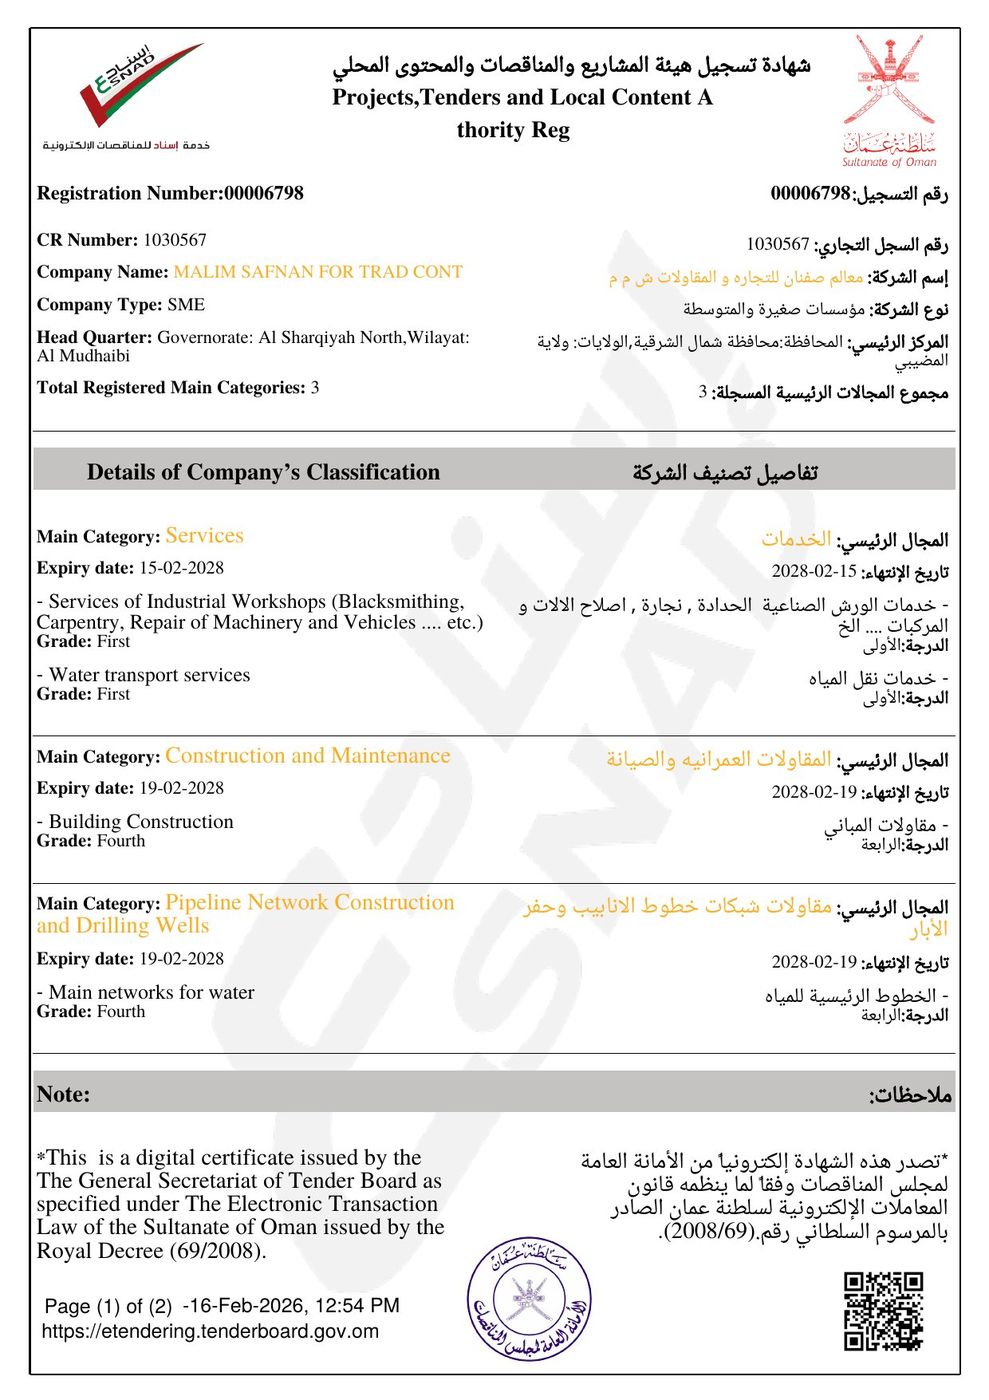 إسناد
ESNAD
خدمة إسناد للمناقصات الإلكترونية
شهادة تسجيل هيئة المشاريع والمناقصات والمحتوى المحلي
Projects,Tenders and Local Content A
thority Reg
سلطنة عمان
Sultanate of Oman
Registration Number:00006798
رقم التسجيل:00006798
CR Number: 1030567
رقم السجل التجاري: 1030567
Company Name: MALIM SAFNAN FOR TRAD CONT
إسم الشركة: معالم صفنان للتجاره و المقاولات ش م م
Company Type: SME
نوع الشركة: مؤسسات صغيرة والمتوسطة
Head Quarter: Governorate: Al Sharqiyah North,Wilayat:
Al Mudhaibi
المركز الرئيسي: المحافظة:محافظة شمال الشرقية,الولايات: ولاية
المضيبي
Total Registered Main Categories: 3
مجموع المجالات الرئيسية المسجلة: 3
Details of Company's Classification
تفاصيل تصنيف الشركة
Main Category: Services
المجال الرئيسي: الخدمات
Expiry date: 15-02-2028
تاريخ الإنتهاء: 15-02-2028
- Services of Industrial Workshops (Blacksmithing,
Carpentry, Repair of Machinery and Vehicles .... etc.)
Grade: First
- خدمات الورش الصناعية الحدادة , نجارة , اصلاح الالات و
المركبات .... الخ
الدرجة:الأولى
- Water transport services
Grade: First
- خدمات نقل المياه
الدرجة:الأولى
Main Category: Construction and Maintenance
المجال الرئيسي: المقاولات العمرانيه والصيانة
Expiry date: 19-02-2028
تاريخ الإنتهاء: 19-02-2028
- Building Construction
Grade: Fourth
- مقاولات المباني
الدرجة:الرابعة
Main Category: Pipeline Network Construction
and Drilling Wells
المجال الرئيسي: مقاولات شبكات خطوط الانابيب وحفر
الأبار
Expiry date: 19-02-2028
تاريخ الإنتهاء: 19-02-2028
- Main networks for water
Grade: Fourth
- الخطوط الرئيسية للمياه
الدرجة:الرابعة
Note:
ملاحظات:
*This is a digital certificate issued by the
The General Secretariat of Tender Board as
specified under The Electronic Transaction
Law of the Sultanate of Oman issued by the
Royal Decree (69/2008).
*تصدر هذه الشهادة إلكترونياً من الأمانة العامة
لمجلس المناقصات وفقاً لما ينظمه قانون
المعاملات الإلكترونية لسلطنة عمان الصادر
بالمرسوم السلطاني رقم.(2008/69).
سلطنة عمان
الأمانة العامة لمجلس المناقصات
Page (1) of (2) -16-Feb-2026, 12:54 PM
https://etendering.tenderboard.gov.om